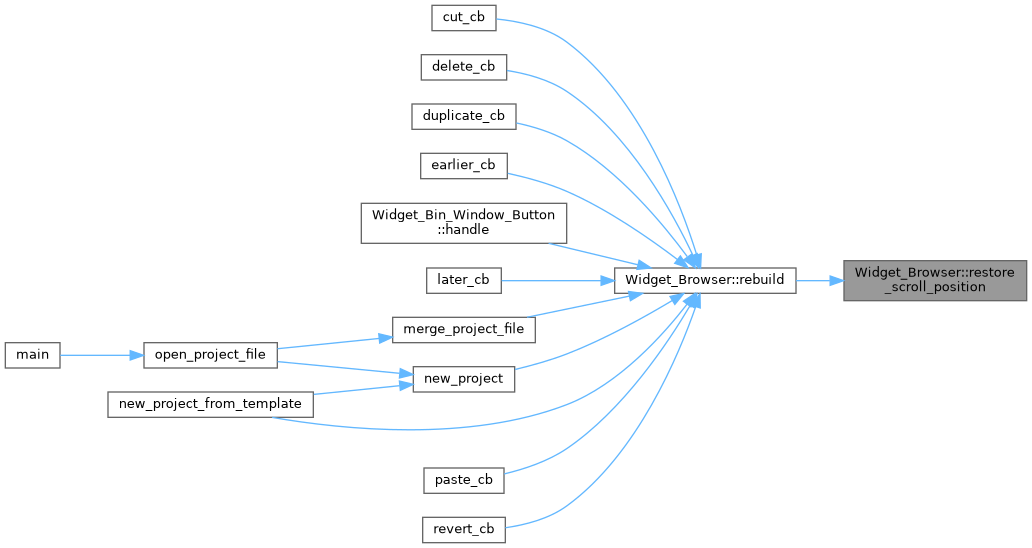 cut_cb
delete_cb
duplicate_cb
earlier_cb
Widget_Bin_Window_Button
::handle
later_cb
Widget_Browser::rebuild
Widget_Browser::restore
_scroll_position
merge_project_file
main
open_project_file
new_project
new_project_from_template
paste_cb
revert_cb